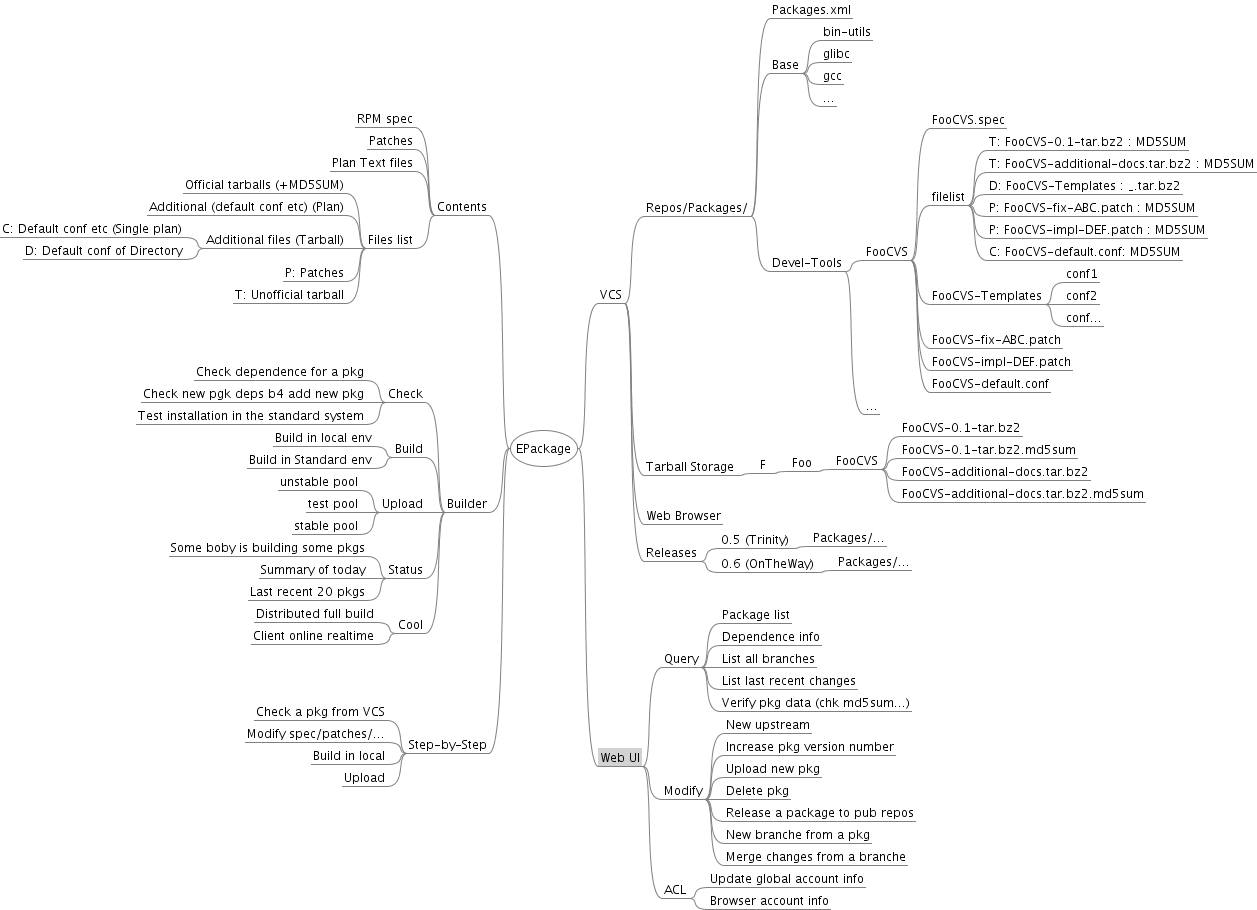 EPackage
Contents
RPM spec
Patches
Plan Text files
Files list
Official tarballs (+MD5SUM)
Additional (default conf etc) (Plan)
Additional files (Tarball)
C: Default conf etc (Single plan)
D: Default conf of Directory
P: Patches
T: Unofficial tarball
Builder
Check
Check dependence for a pkg
Check new pgk deps b4 add new pkg
Test installation in the standard system
Build
Build in local env
Build in Standard env
Upload
unstable pool
test pool
stable pool
Status
Some boby is building some pkgs
Summary of today
Last recent 20 pkgs
Cool
Distributed full build
Client online realtime
Step-by-Step
Check a pkg from VCS
Modify spec/patches/...
Build in local
Upload
VCS
Repos/Packages/
Packages.xml
Base
bin-utils
glibc
gcc
...
Devel-Tools
FooCVS
FooCVS.spec
filelist
T: FooCVS-0.1-tar.bz2 : MD5SUM
T: FooCVS-additional-docs.tar.bz2 : MD5SUM
D: FooCVS-Templates : _.tar.bz2
P: FooCVS-fix-ABC.patch : MD5SUM
P: FooCVS-impl-DEF.patch : MD5SUM
C: FooCVS-default.conf: MD5SUM
FooCVS-Templates
conf1
conf2
conf...
FooCVS-fix-ABC.patch
FooCVS-impl-DEF.patch
FooCVS-default.conf
...
Tarball Storage
F
Foo
FooCVS
FooCVS-0.1-tar.bz2
FooCVS-0.1-tar.bz2.md5sum
FooCVS-additional-docs.tar.bz2
FooCVS-additional-docs.tar.bz2.md5sum
Web Browser
Releases
0.5 (Trinity)
Packages/...
0.6 (OnTheWay)
Packages/...
Web UI
Query
Package list
Dependence info
List all branches
List last recent changes
Verify pkg data (chk md5sum...)
Modify
New upstream
Increase pkg version number
Upload new pkg
Delete pkg
Release a package to pub repos
New branche from a pkg
Merge changes from a branche
ACL
Update global account info
Browser account info